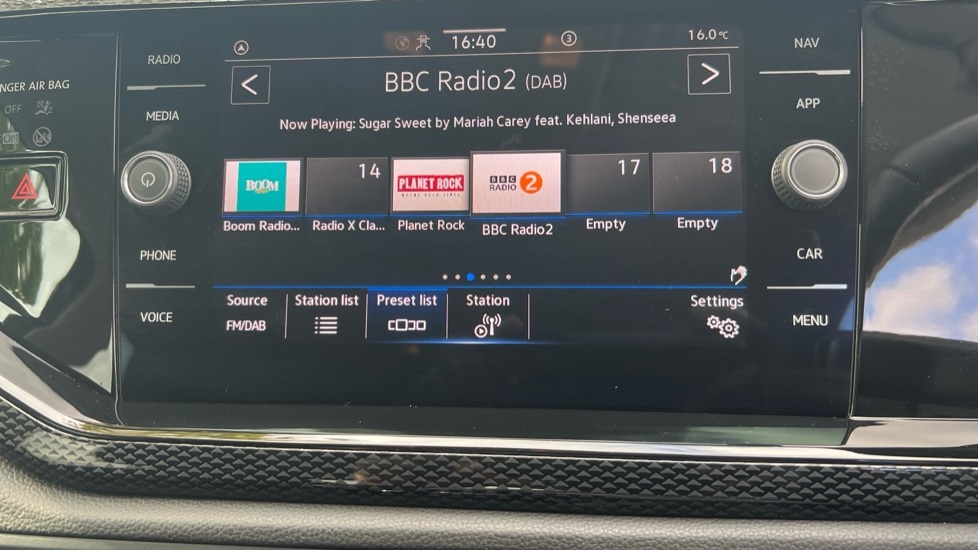 NGER AIR BAG
OFF
RADIO
MEDIA
PHONE
VOICE
16:40
3
16.0°C
<
BBC Radio2 (DAB)
>
Now Playing: Sugar Sweet by Mariah Carey feat. Kehlani, Shenseea
BOOM
14
PLANET ROCK
BBC RADIO 2
17
18
Boom Radio...
Radio X Cla...
Planet Rock
BBC Radio2
Empty
Empty
Source
Station list
Preset list
Station
Settings
FM/DAB
NAV
APP
CAR
MENU